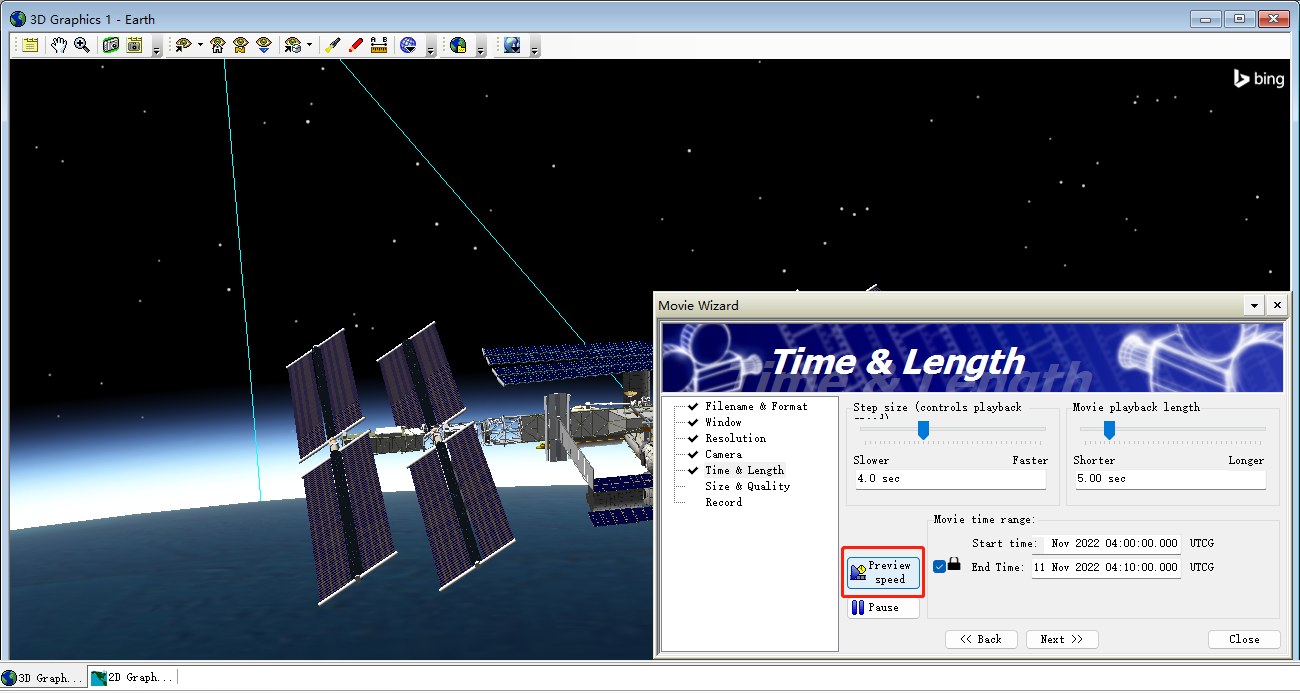 3D Graphics 1 - Earth
A B
bing
Movie Wizard
Time & Length
Filename & Format
Window
Resolution
Camera
Time & Length
Size & Quality
Record
Step size (controls playback
Slower
Faster
4.0 sec
Movie playback length
Shorter
Longer
5.00 sec
Movie time range:
Start time:
Nov 2022 04:00:00.000
UTCG
End Time:
11 Nov 2022 04:10:00.000
UTCG
Preview
speed
Pause
<< Back
Next >>
Close
3D Graph...
2D Graph...